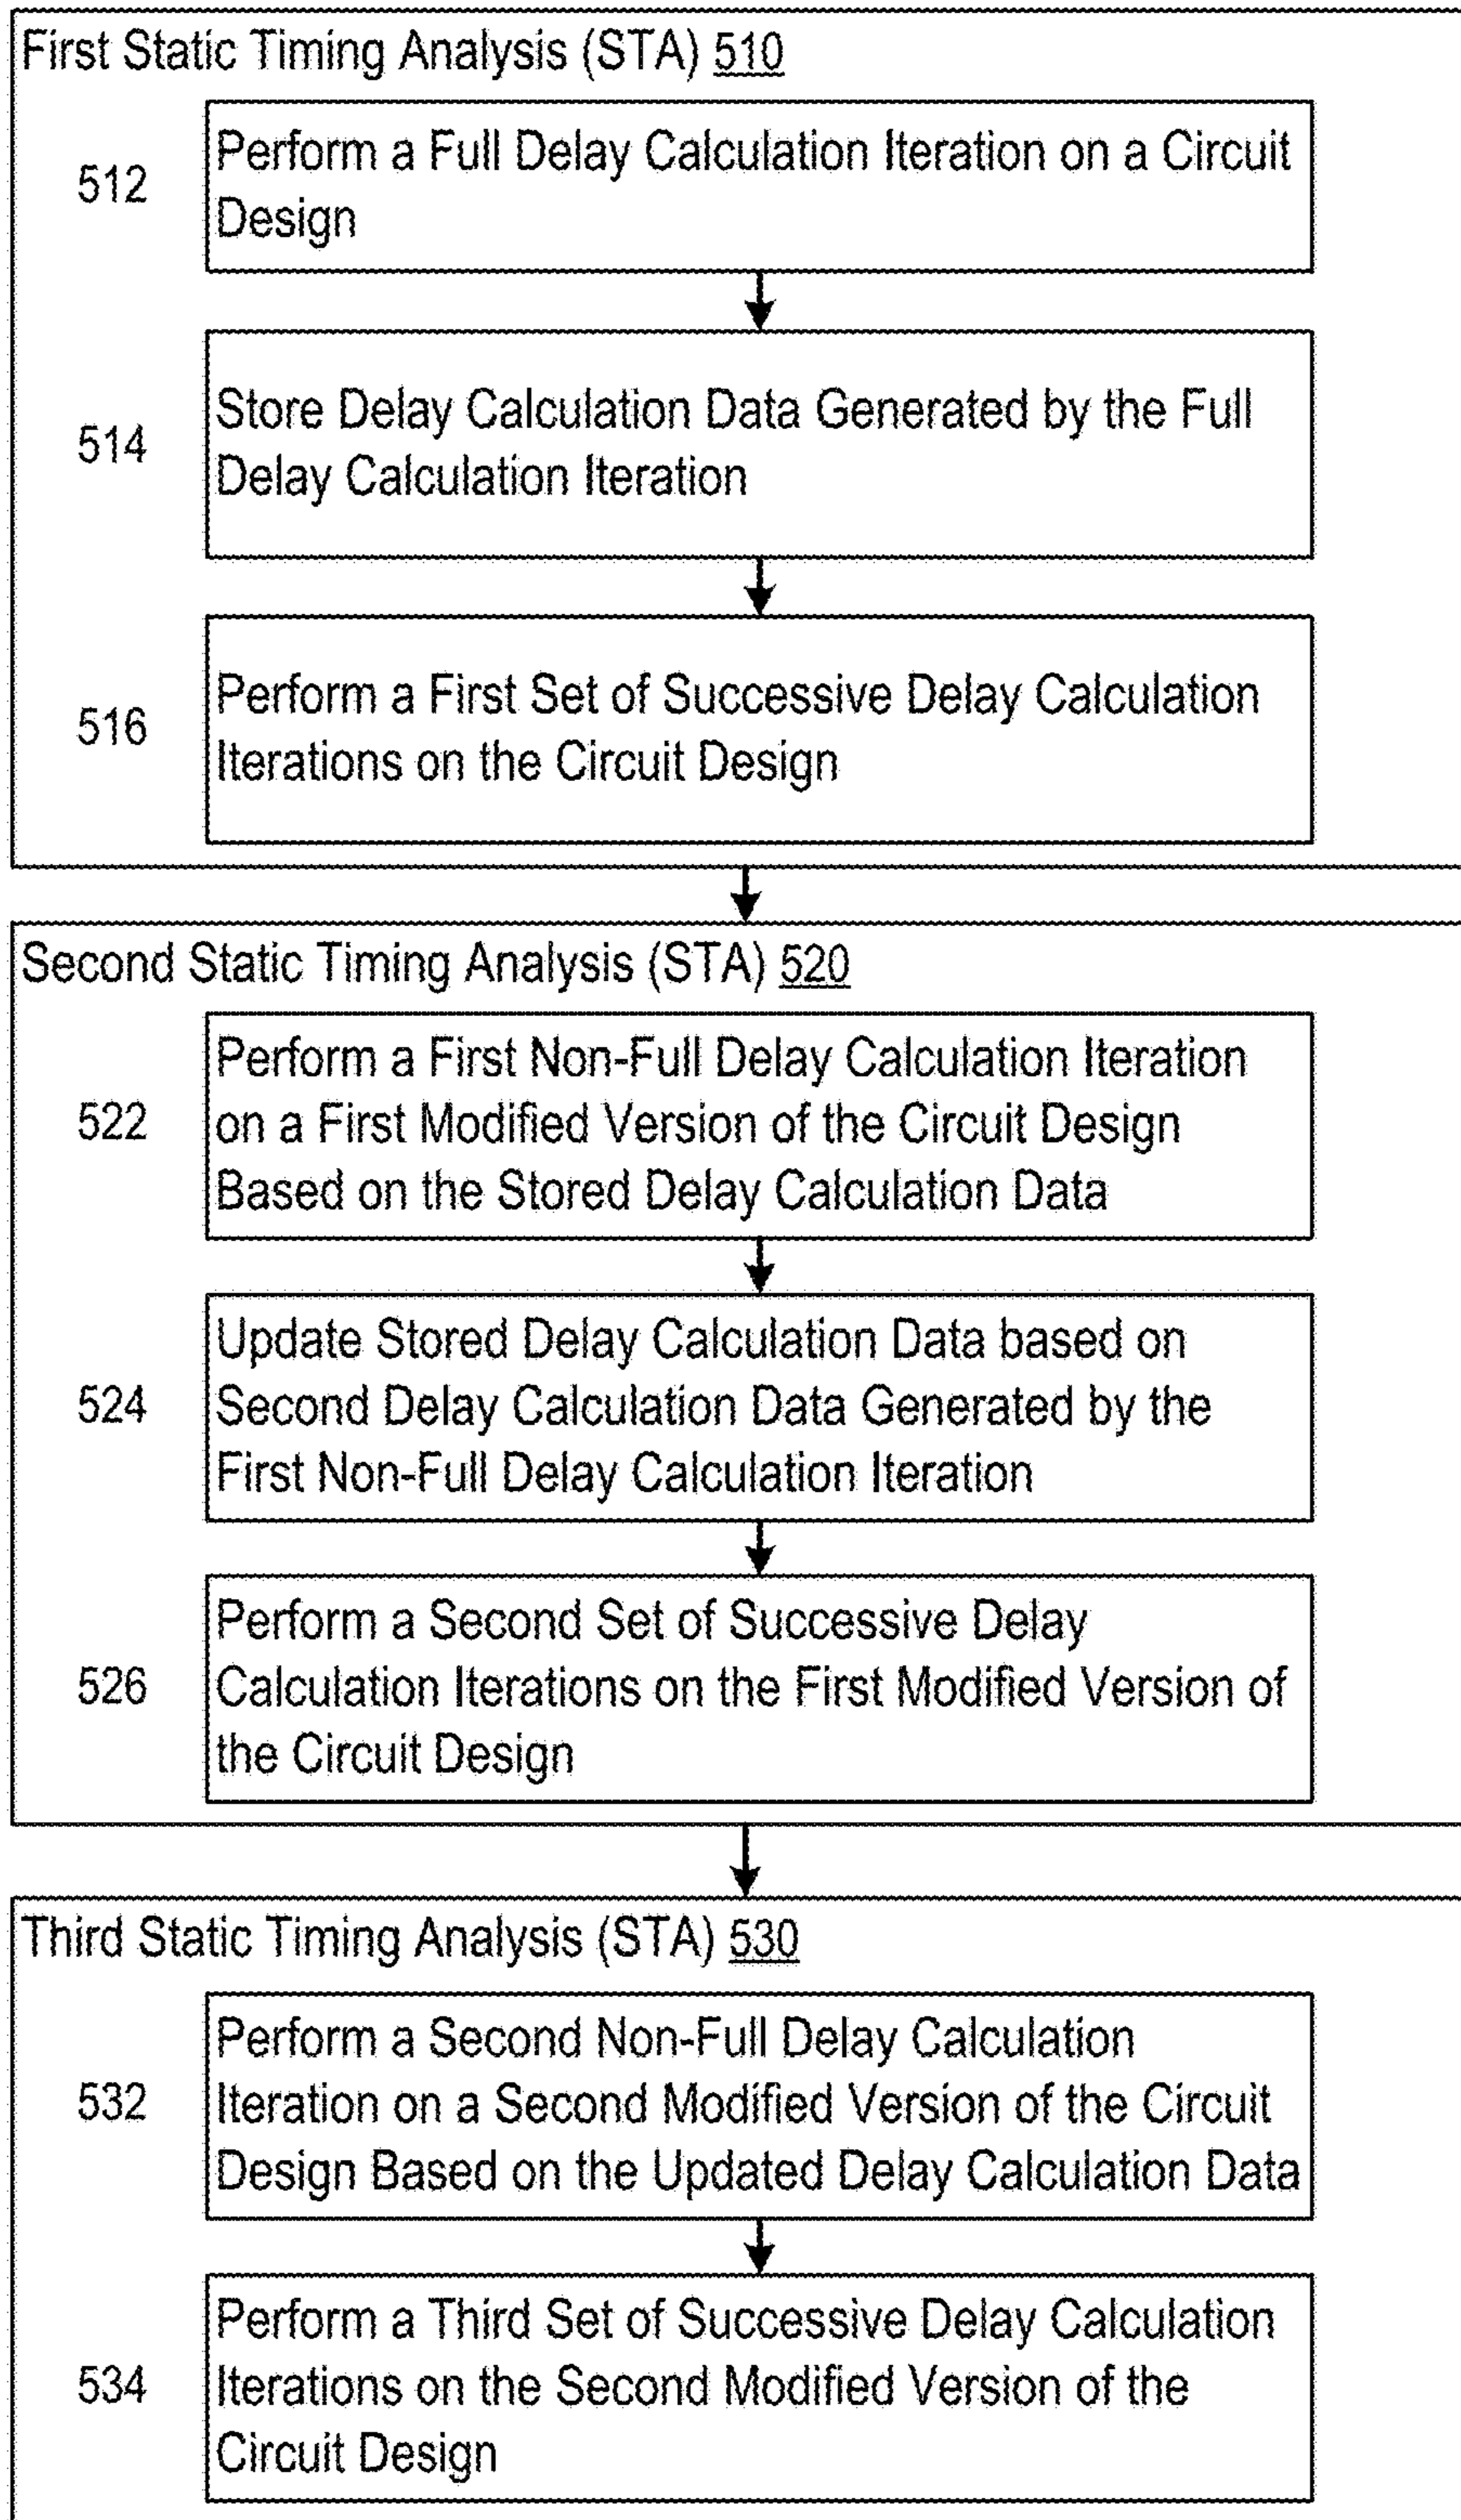 First Static Timing Analysis (STA) 510
512
Perform a Full Delay Calculation Iteration on a Circuit
Design
514
Store Delay Calculation Data Generated by the Full
Delay Calculation Iteration
516
Perform a First Set of Successive Delay Calculation
Iterations on the Circuit Design
Second Static Timing Analysis (STA) 520
522
Perform a First Non-Full Delay Calculation Iteration
on a First Modified Version of the Circuit Design
Based on the Stored Delay Calculation Data
524
Update Stored Delay Calculation Data based on
Second Delay Calculation Data Generated by the
First Non-Full Delay Calculation Iteration
526
Perform a Second Set of Successive Delay
Calculation Iterations on the First Modified Version of
the Circuit Design
Third Static Timing Analysis (STA) 530
532
Perform a Second Non-Full Delay Calculation
Iteration on a Second Modified Version of the Circuit
Design Based on the Updated Delay Calculation Data
534
Perform a Third Set of Successive Delay Calculation
Iterations on the Second Modified Version of the
Circuit Design